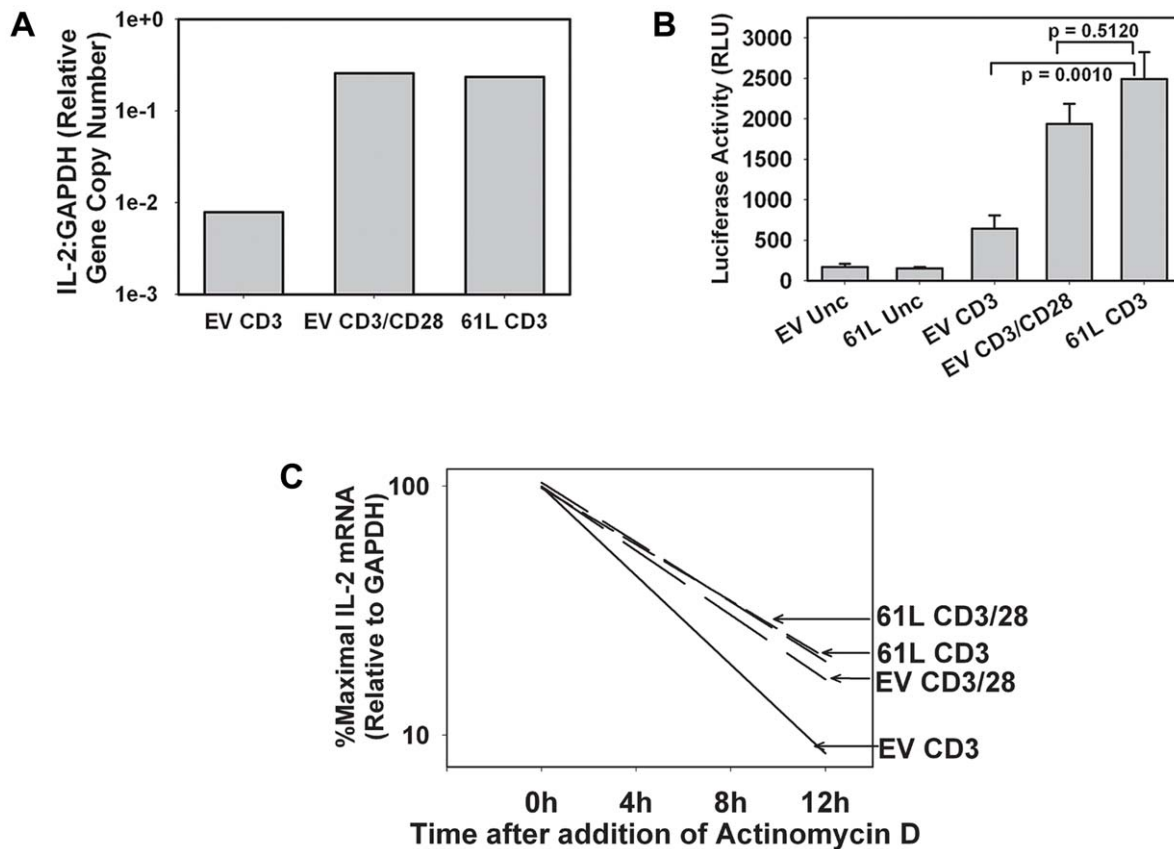 A
IL-2:GAPDH (Relative
Gene Copy Number)
1e+0
1e-1
1e-2
1e-3
EV CD3
EV CD3/CD28
61L CD3
B
Luciferase Activity (RLU)
3000
2500
2000
1500
1000
500
0
p = 0.5120
p = 0.0010
EV Unc
61L Unc
EV CD3
EV CD3/CD28
61L CD3
C
%Maximal IL-2 mRNA
(Relative to GAPDH)
100
10
61L CD3/28
61L CD3
EV CD3/28
EV CD3
0h
4h
8h
12h
Time after addition of Actinomycin D